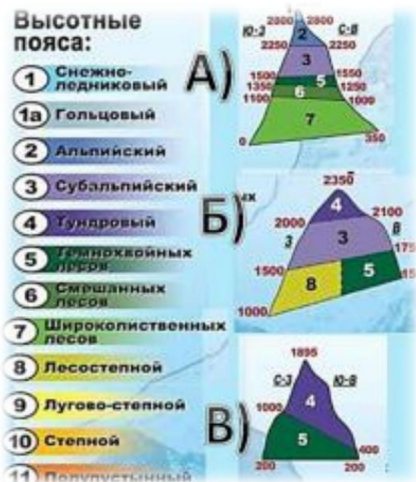 Высотные
пояса:
1 Снежно-
ледниковый
1а Гольцовый
2 Альпийский
3 Субальпийский
4 Тундровый
5 Темнохвойных
лесов
6 Смешанных
лесов
7 Широколиственных
лесов
8 Лесостепной
9 Лугово-степной
10 Степной
11 Полупустынный
А)
2800 2800
Ю-З С-В
2
2250 2250
3
1500 5 1550
1350 6 1250
1100 1000
7
0 350
Б)
2350
4
2000 2100
З В
3
1500
8 5
1000
В)
1895
С-З Ю-В
4
1000
5
400
200 200